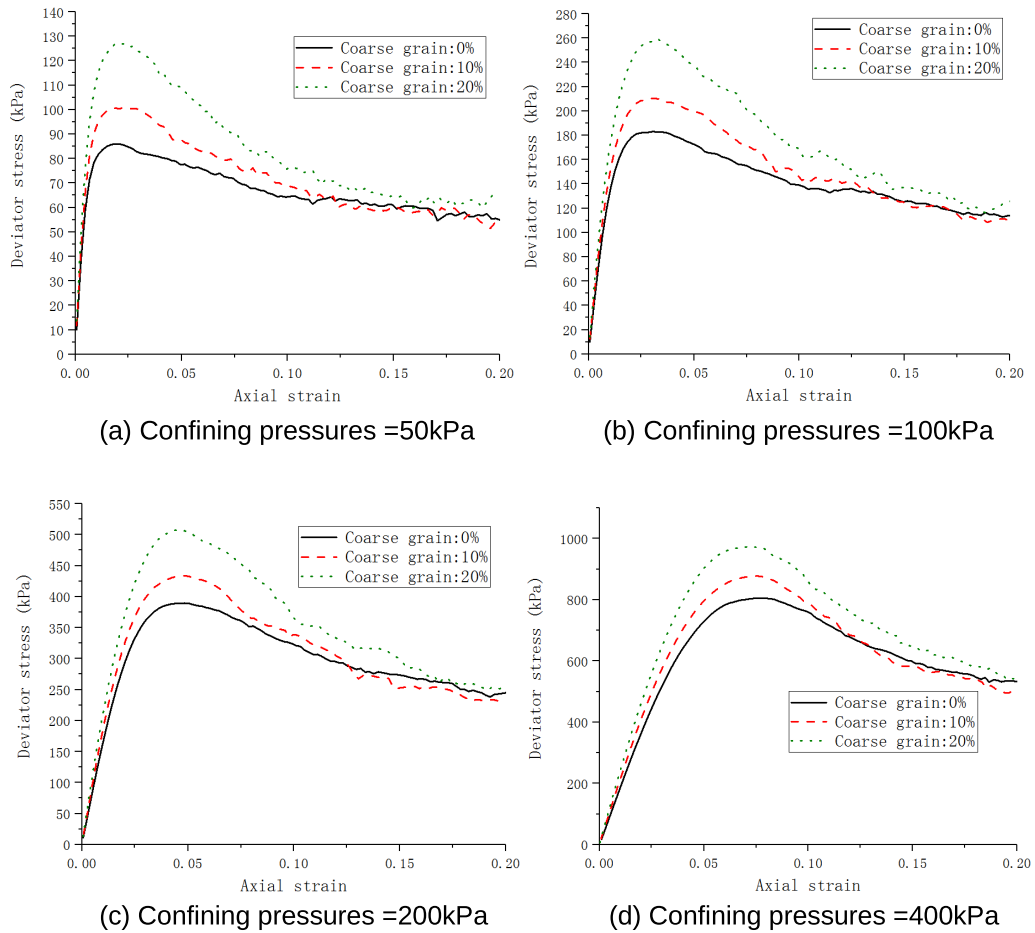 140
130
120
110
100
90
80
70
60
50
40
30
20
10
0
Deviator stress (kPa)
Coarse grain:0%
Coarse grain:10%
Coarse grain:20%
0.00 0.05 0.10 0.15 0.20
Axial strain
(a) Confining pressures =50kPa
280
260
240
220
200
180
160
140
120
100
80
60
40
20
0
Deviator stress (kPa)
Coarse grain:0%
Coarse grain:10%
Coarse grain:20%
0.00 0.05 0.10 0.15 0.20
Axial strain
(b) Confining pressures =100kPa
550
500
450
400
350
300
250
200
150
100
50
0
Deviator stress (kPa)
Coarse grain:0%
Coarse grain:10%
Coarse grain:20%
0.00 0.05 0.10 0.15 0.20
Axial strain
(c) Confining pressures =200kPa
1000
800
600
400
200
0
Deviator stress (kPa)
Coarse grain:0%
Coarse grain:10%
Coarse grain:20%
0.00 0.05 0.10 0.15 0.20
Axial strain
(d) Confining pressures =400kPa